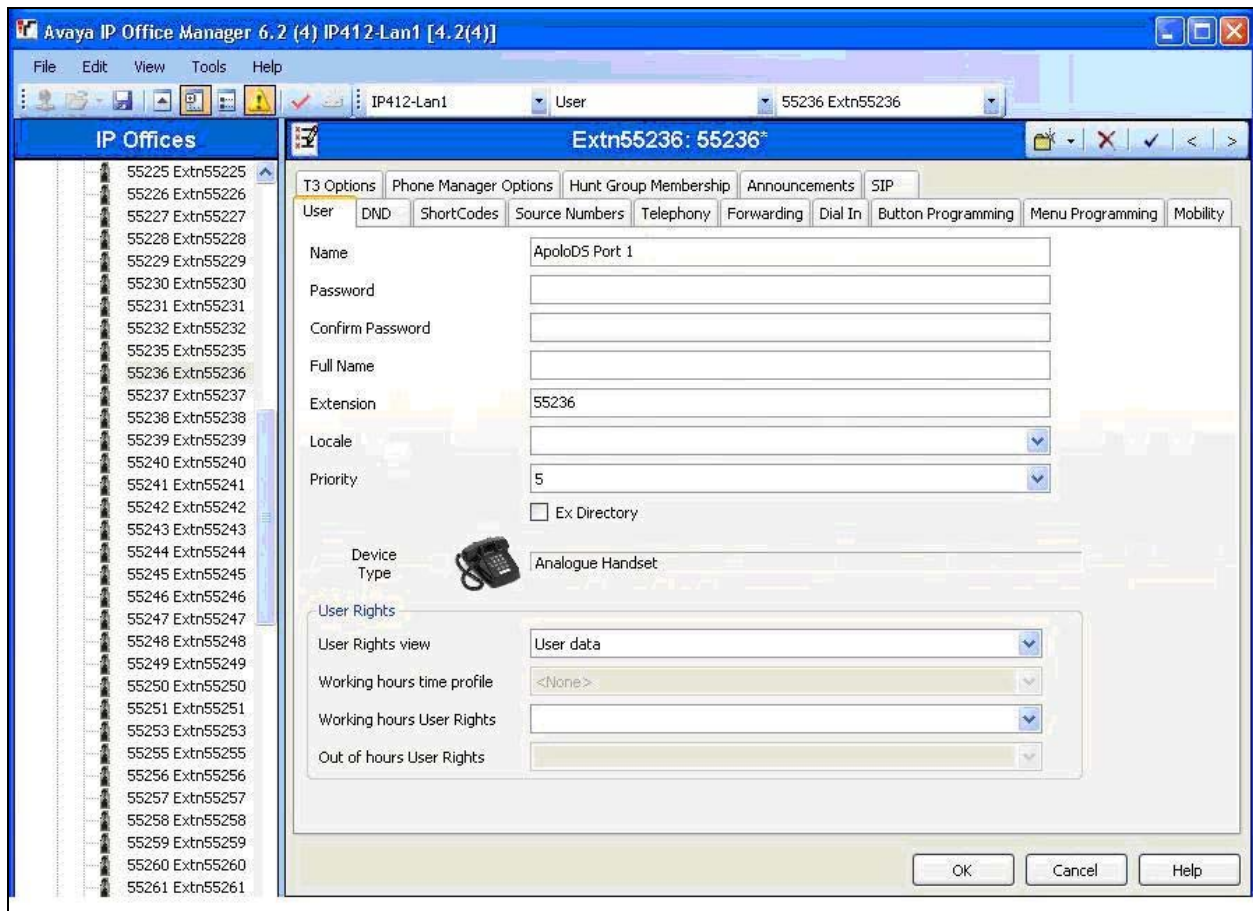 Avaya IP Office Manager 6.2 (4) IP412-Lan1 [4.2(4)]
File Edit View Tools Help
IP412-Lan1 User 55236 Extn55236
IP Offices
55225 Extn55225
55226 Extn55226
55227 Extn55227
55228 Extn55228
55229 Extn55229
55230 Extn55230
55231 Extn55231
55232 Extn55232
55235 Extn55235
55236 Extn55236
55237 Extn55237
55238 Extn55238
55239 Extn55239
55240 Extn55240
55241 Extn55241
55242 Extn55242
55243 Extn55243
55244 Extn55244
55245 Extn55245
55246 Extn55246
55247 Extn55247
55248 Extn55248
55249 Extn55249
55250 Extn55250
55251 Extn55251
55253 Extn55253
55255 Extn55255
55256 Extn55256
55257 Extn55257
55258 Extn55258
55259 Extn55259
55260 Extn55260
55261 Extn55261
Extn55236: 55236*
T3 Options Phone Manager Options Hunt Group Membership Announcements SIP
User DND ShortCodes Source Numbers Telephony Forwarding Dial In Button Programming Menu Programming Mobility
Name ApoloDS Port 1
Password
Confirm Password
Full Name
Extension 55236
Locale
Priority 5
Ex Directory
Device
Type
Analogue Handset
User Rights
User Rights view User data
Working hours time profile <None>
Working hours User Rights
Out of hours User Rights
OK Cancel Help